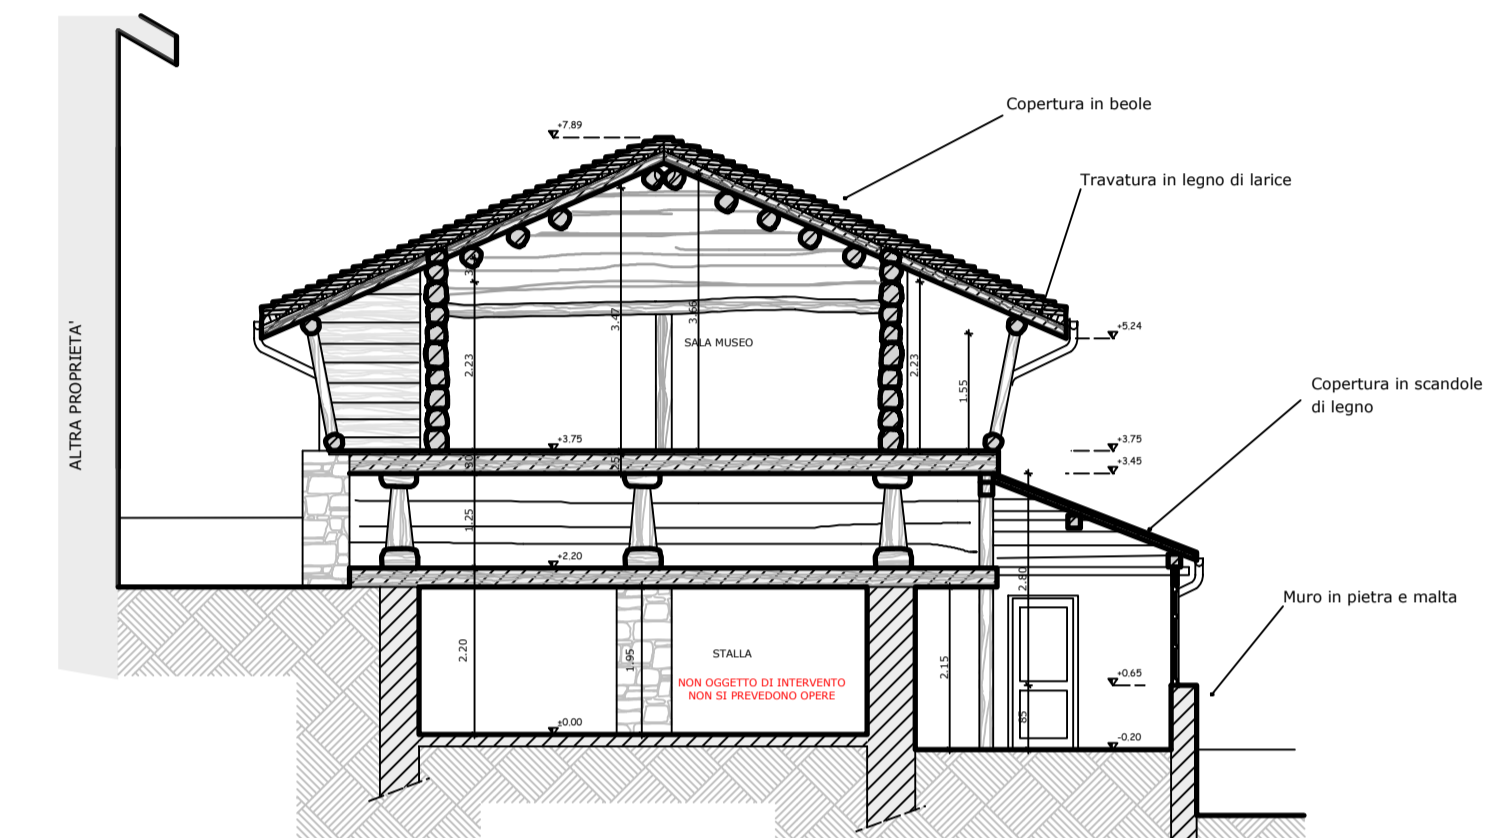 Copertura in beole
+7.89
Travatura in legno di larice
ALTRA PROPRIETA'
+5.24
3.47
3.66
SALA MUSEO
2.23
2.23
1.55
Copertura in scandole
di legno
+3.75
+3.75
+3.45
30
25
1.25
+2.20
2.80
Muro in pietra e malta
2.20
1.95
STALLA
2.15
+0.65
NON OGGETTO DI INTERVENTO
NON SI PREVEDONO OPERE
±0.00
85
-0.20